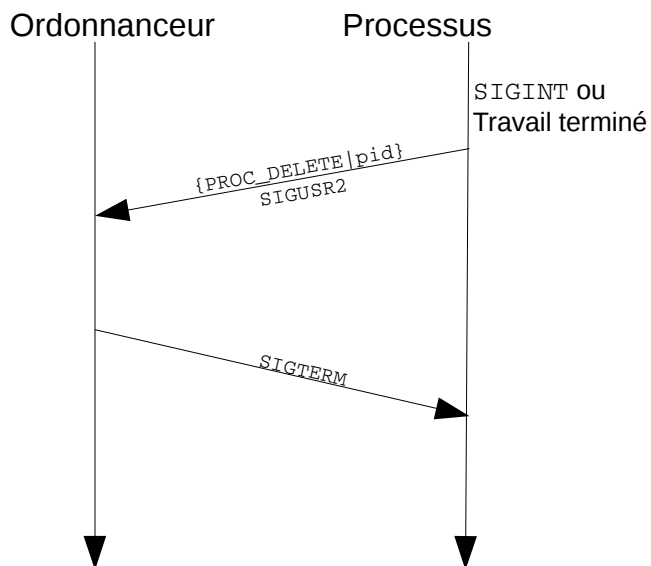 Ordonnanceur
Processus
SIGINT ou
Travail terminé
{PROC_DELETE|pid}
SIGUSR2
SIGTERM